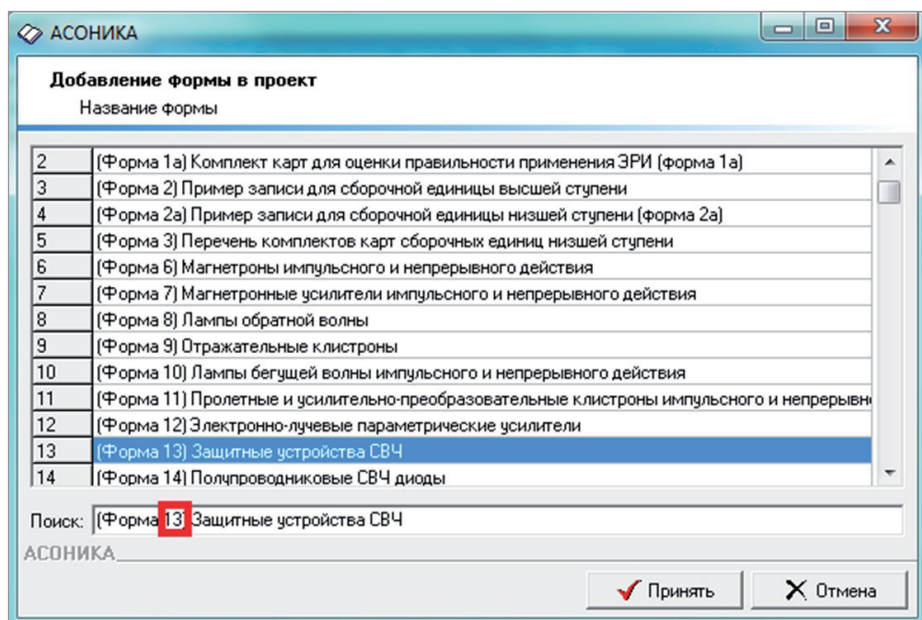 АСОНИКА
Добавление формы в проект
Название формы
2 (Форма 1а) Комплект карт для оценки правильности применения ЭРИ (форма 1а)
3 (Форма 2) Пример записи для сборочной единицы высшей ступени
4 (Форма 2а) Пример записи для сборочной единицы низшей ступени (форма 2а)
5 (Форма 3) Перечень комплектов карт сборочных единиц низшей ступени
6 (Форма 6) Магнетроны импульсного и непрерывного действия
7 (Форма 7) Магнетронные усилители импульсного и непрерывного действия
8 (Форма 8) Лампы обратной волны
9 (Форма 9) Отражательные клистроны
10 (Форма 10) Лампы бегущей волны импульсного и непрерывного действия
11 (Форма 11) Пролетные и усилительно-преобразовательные клистроны импульсного и непрерывн
12 (Форма 12) Электронно-лучевые параметрические усилители
13 (Форма 13) Защитные устройства СВЧ
14 (Форма 14) Полупроводниковые СВЧ диоды
Поиск: (Форма 13) Защитные устройства СВЧ
АСОНИКА
Принять Отмена